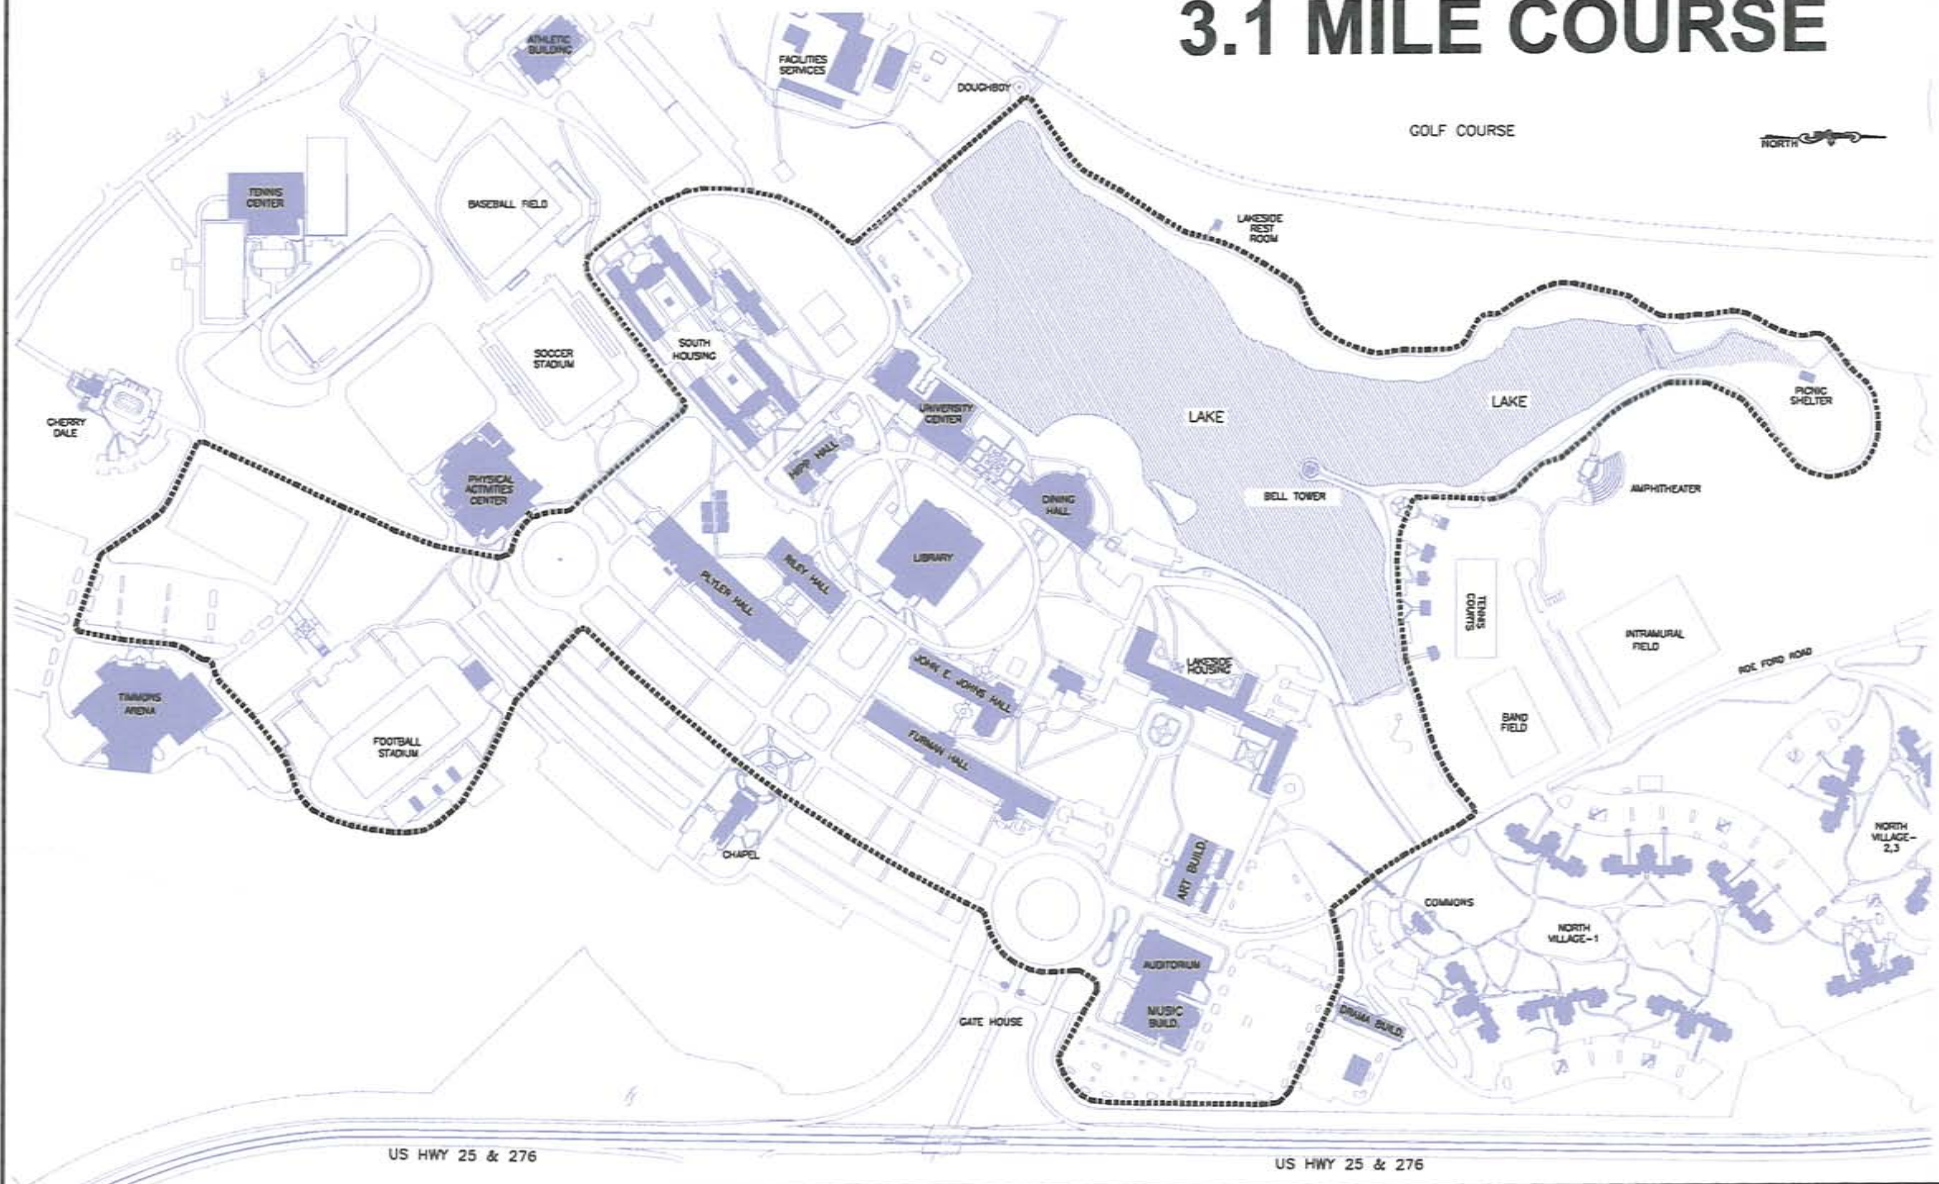 3.1 MILE COURSE
ATHLETIC
BUILDING
FACILITIES
SERVICES
DOUGHBOY
GOLF COURSE
NORTH
TENNIS
CENTER
BASEBALL FIELD
LAKESIDE
REST
ROOM
SOUTH
HOUSING
SOCCER
STADIUM
CHERRY
DALE
UNIVERSITY
CENTER
LAKE
LAKE
PICNIC
SHELTER
HIPP HALL
PHYSICAL
ACTIVITIES
CENTER
DINING
HALL
BELL TOWER
AMPHITHEATER
LIBRARY
RILEY HALL
PLYLER HALL
TENNIS
COURTS
INTRAMURAL
FIELD
ROE FORD ROAD
JOHN E. JOHNS HALL
LAKESIDE
HOUSING
TIMMONS
ARENA
FOOTBALL
STADIUM
FURMAN HALL
BAND
FIELD
CHAPEL
ART BUILD.
NORTH
VILLAGE-
2,3
COMMONS
NORTH
VILLAGE-1
AUDITORIUM
MUSIC
BUILD.
GATE HOUSE
DRAMA BUILD.
US HWY 25 & 276
US HWY 25 & 276